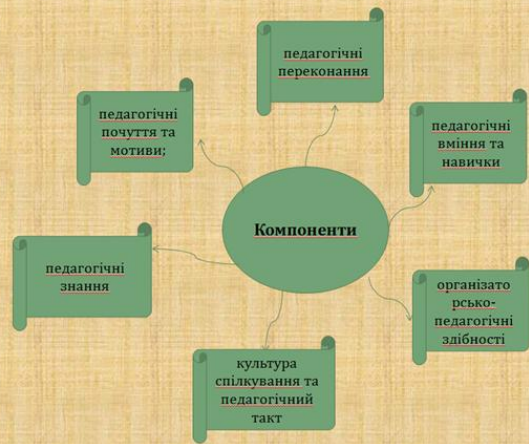 педагогічні
переконання
педагогічні
почуття та
мотиви;
педагогічні
вміння та
навички
Компоненти
педагогічні
знання
організато
рсько-
педагогічні
здібності
культура
спілкування та
педагогічний
такт